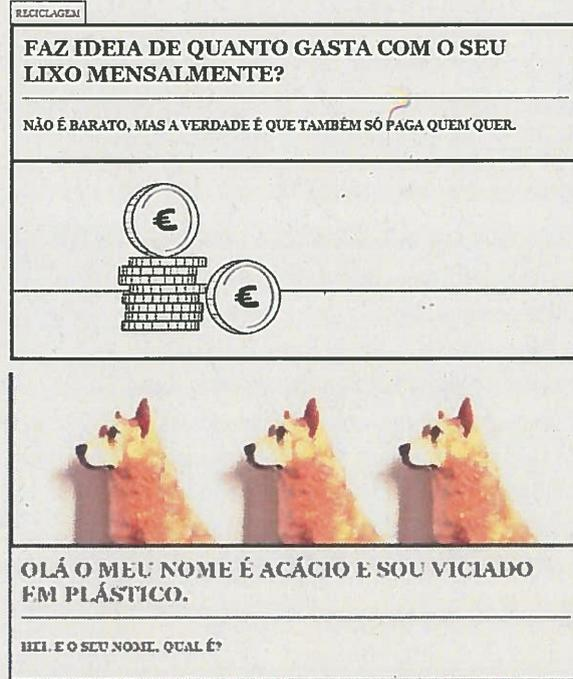 RECICLAGEM
FAZ IDEIA DE QUANTO GASTA COM O SEU
LIXO MENSALMENTE?
NÃO É BARATO, MAS A VERDADE É QUE TAMBÉM SÓ PAGA QUEM QUER.
€
€
OLÁ O MEU NOME É ACÁCIO E SOU VICIADO
EM PLÁSTICO.
HEI, E O SEU NOME, QUAL É?